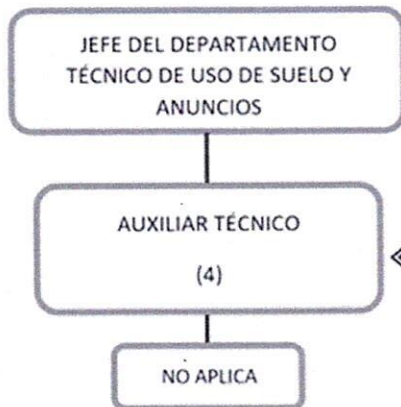 JEFE DEL DEPARTAMENTO
TÉCNICO DE USO DE SUELO Y
ANUNCIOS
AUXILIAR TÉCNICO
(4)
NO APLICA